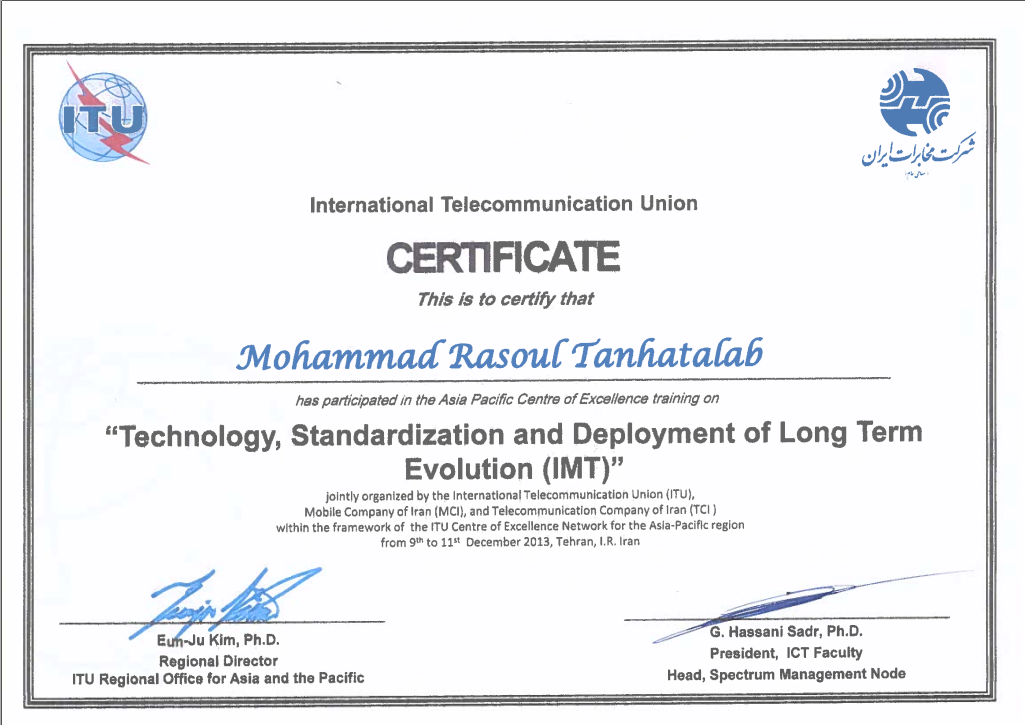 ITU
شرکت مخابرات ایران
(سهامی عام)
International Telecommunication Union
CERTIFICATE
This is to certify that
Mohammad Rasoul Tanhatalab
has participated in the Asia Pacific Centre of Excellence training on
“Technology, Standardization and Deployment of Long Term
Evolution (IMT)”
jointly organized by the International Telecommunication Union (ITU),
Mobile Company of Iran (MCI), and Telecommunication Company of Iran (TCI )
within the framework of the ITU Centre of Excellence Network for the Asia-Pacific region
from 9th to 11st December 2013, Tehran, I.R. Iran
Eun-Ju Kim, Ph.D.
Regional Director
ITU Regional Office for Asia and the Pacific
G. Hassani Sadr, Ph.D.
President, ICT Faculty
Head, Spectrum Management Node